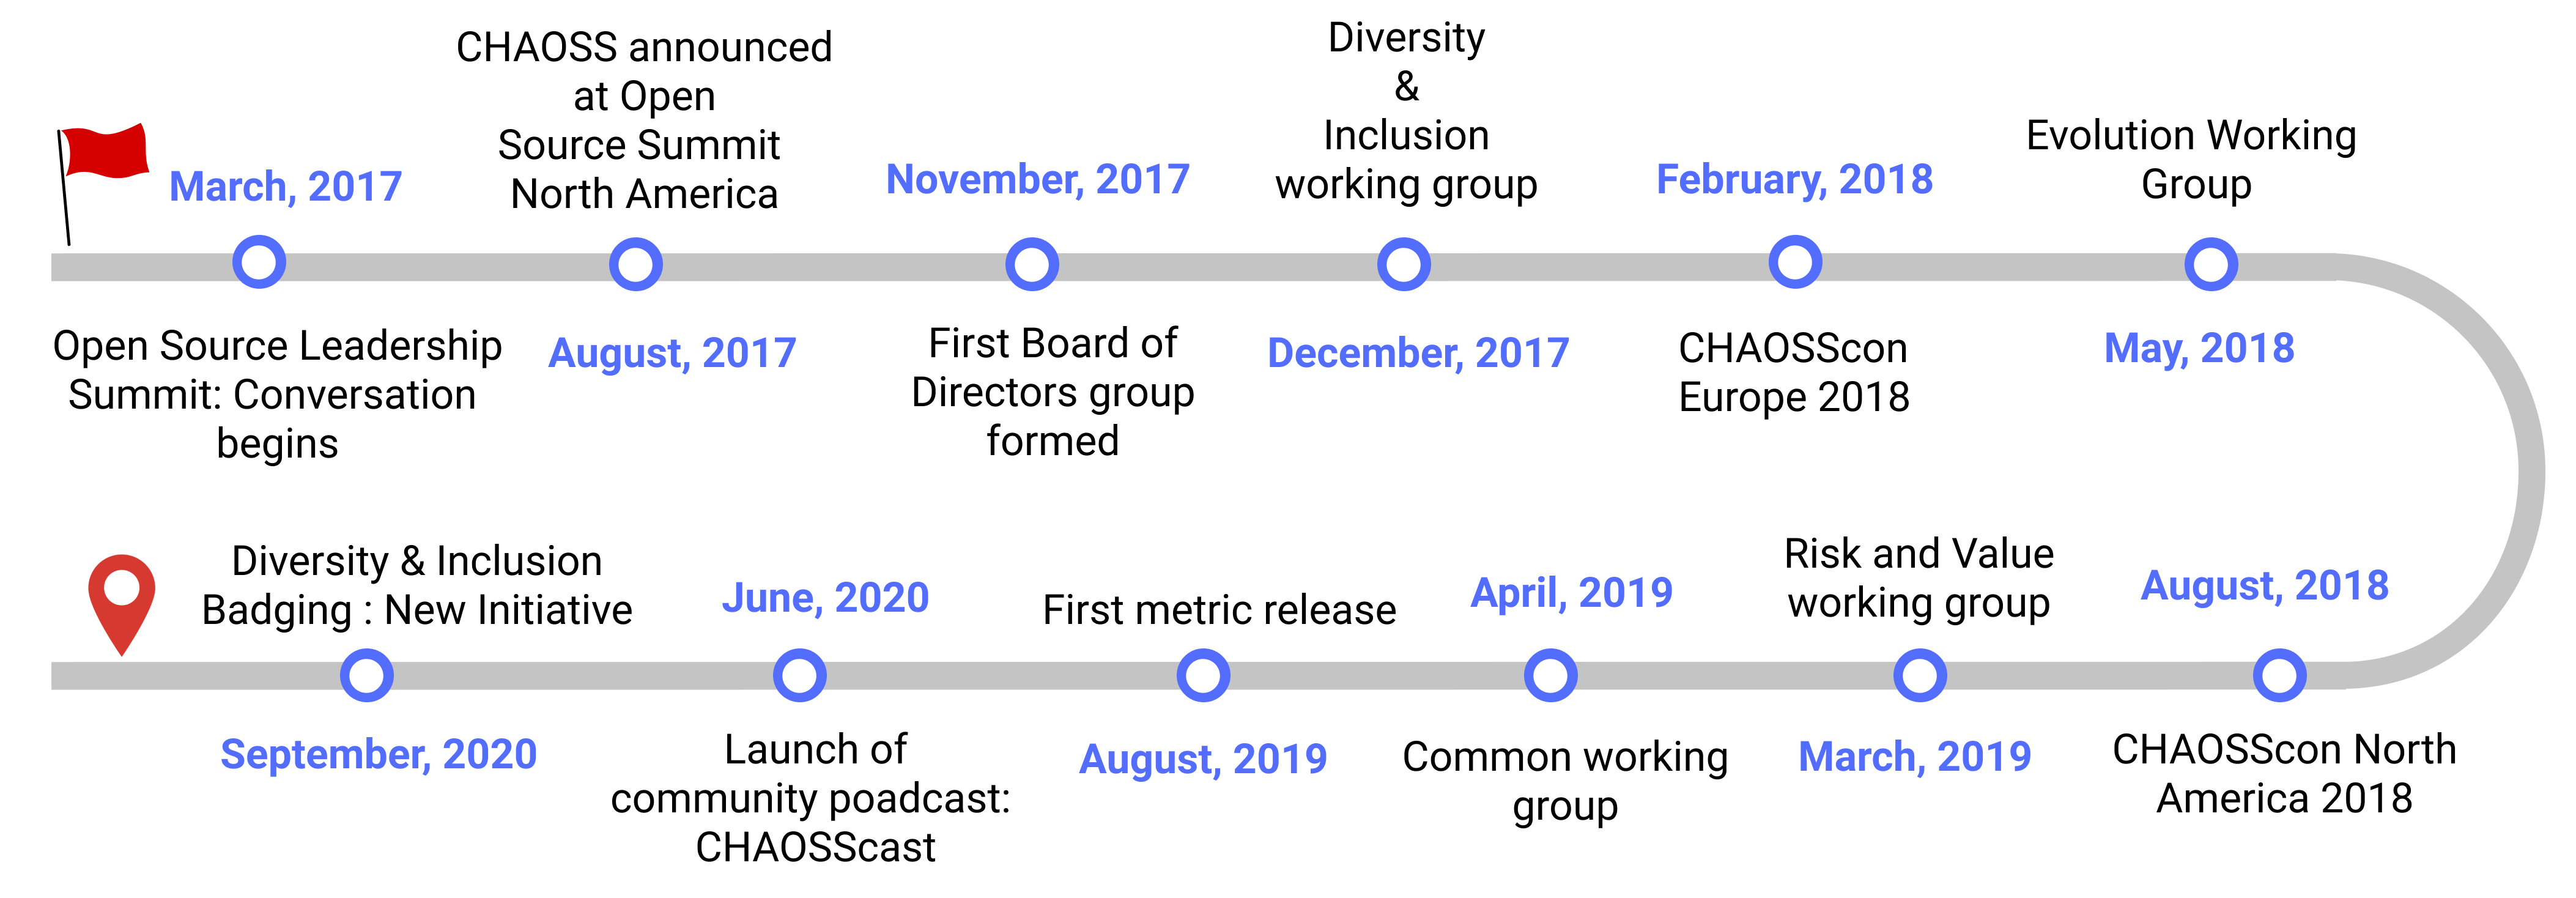 March, 2017
Open Source Leadership
Summit: Conversation
begins
CHAOSS announced
at Open
Source Summit
North America
August, 2017
November, 2017
First Board of
Directors group
formed
Diversity
&
Inclusion
working group
December, 2017
February, 2018
CHAOSScon
Europe 2018
Evolution Working
Group
May, 2018
August, 2018
CHAOSScon North
America 2018
Risk and Value
working group
March, 2019
April, 2019
Common working
group
First metric release
August, 2019
June, 2020
Launch of
community poadcast:
CHAOSScast
Diversity & Inclusion
Badging : New Initiative
September, 2020